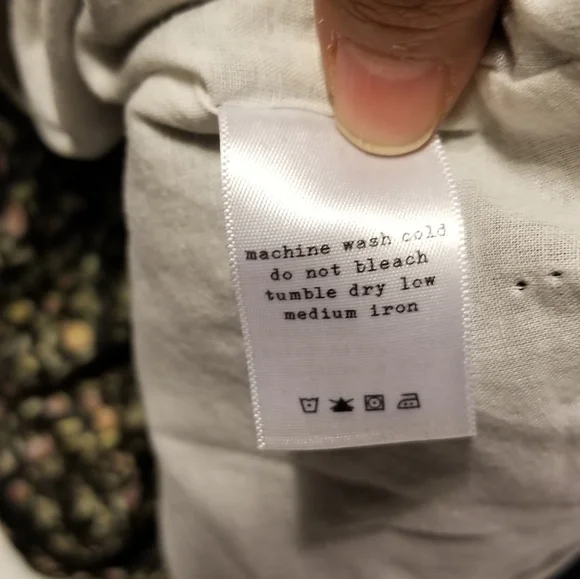 machine wash cold
do not bleach
tumble dry low
medium iron